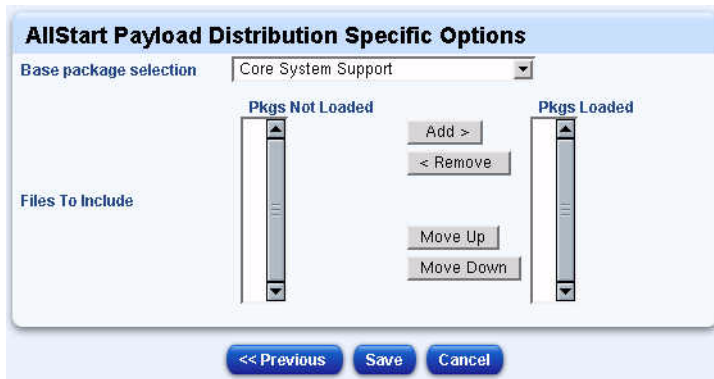 AllStart Payload Distribution Specific Options
Base package selection
Core System Support
Pkgs Not Loaded
Pkgs Loaded
Add >
< Remove
Files To Include
Move Up
Move Down
<< Previous
Save
Cancel